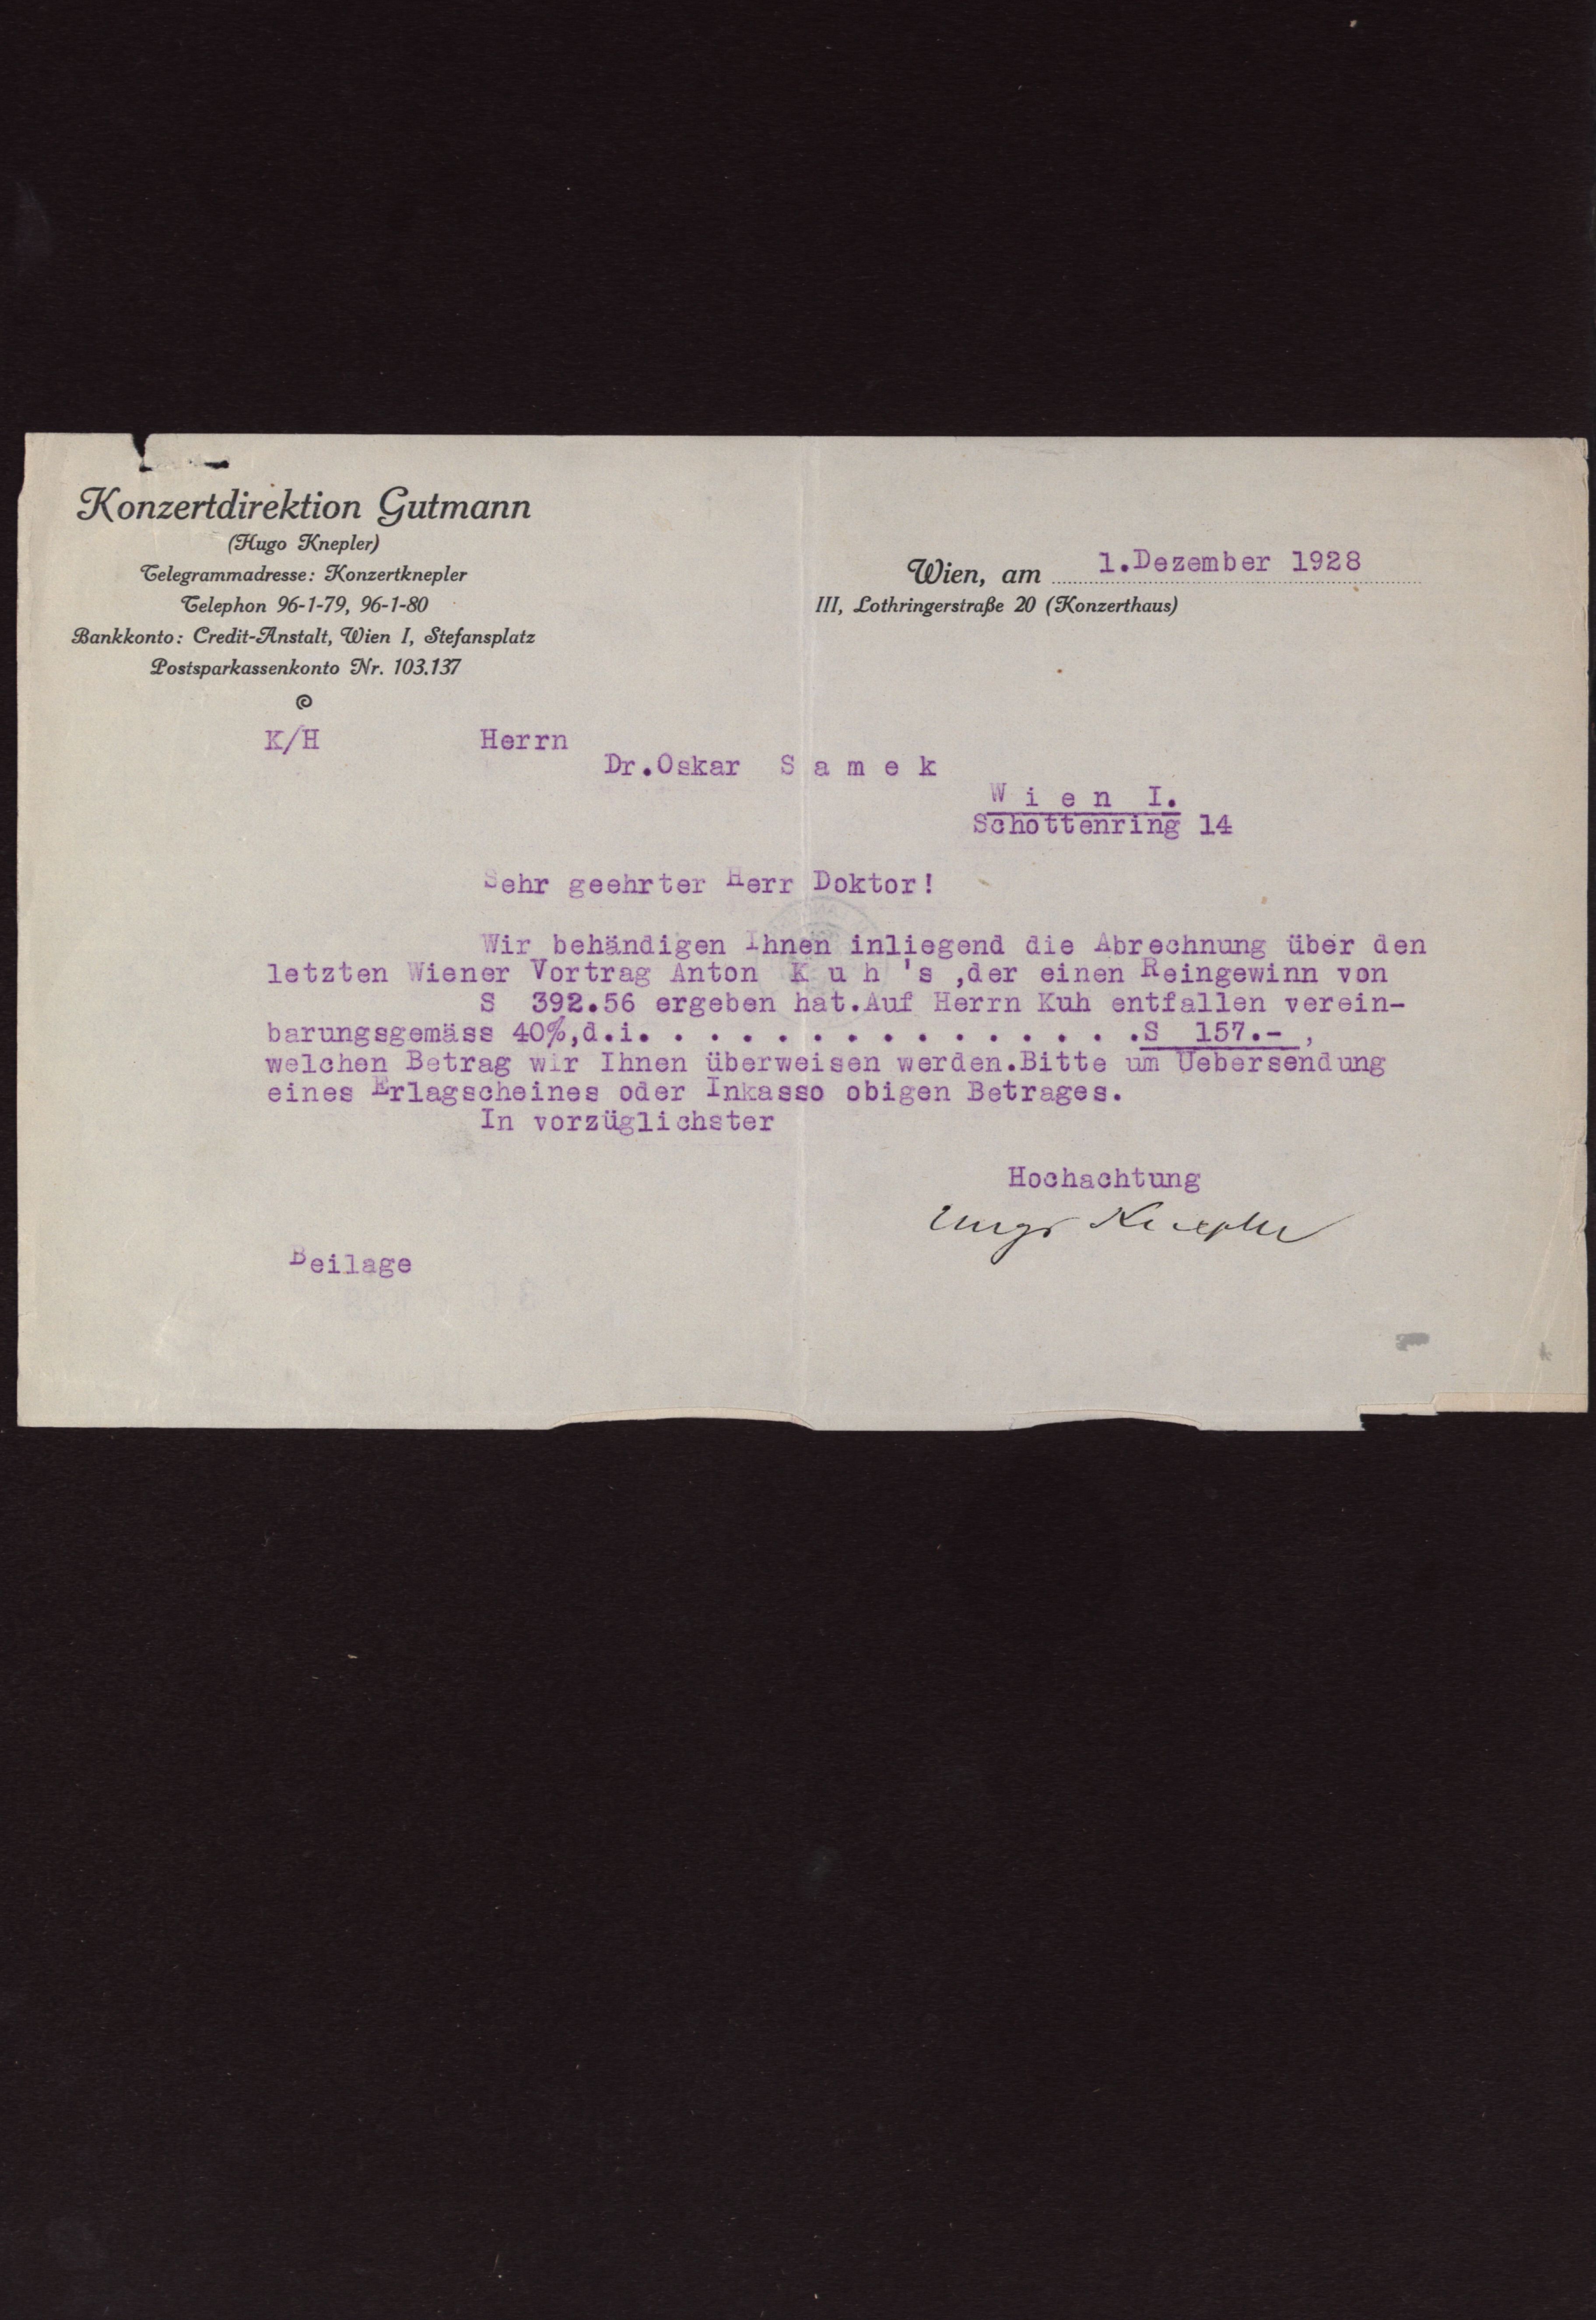 Konzertdirektion Gutmann
(Hugo Knepler)
Telegrammadresse: Konzertknepler
Telephon 96-1-79, 96-1-80
Bankkonto: Credit-Anstalt, Wien I, Stefansplatz
Postsparkassenkonto Nr. 103.137
Wien, am 1.Dezember 1928
III, Lothringerstraße 20 (Konzerthaus)
K/H Herrn
Dr.Oskar S a m e k
W i e n I.
Schottenring 14
Sehr geehrter Herr Doktor!
Wir behändigen Ihnen inliegend die Abrechnung über den
letzten Wiener Vortrag Anton K u h 's ,der einen Reingewinn von
S 392.56 ergeben hat.Auf Herrn Kuh entfallen verein-
barungsgemäss 40%,d.i. . . . . . . . . . . . . . . .S 157.- ,
welchen Betrag wir Ihnen überweisen werden.Bitte um Uebersendung
eines Erlagscheines oder Inkasso obigen Betrages.
In vorzüglichster
Hochachtung
Hugo Knepler
Beilage